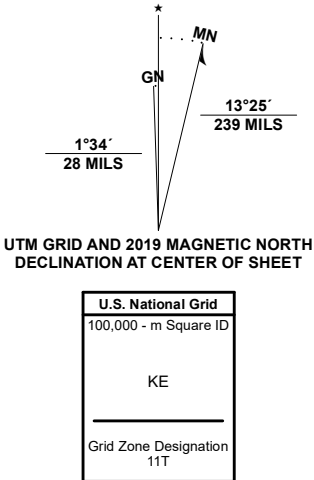 ★
MN
GN
13°25´
239 MILS
1°34´
28 MILS
UTM GRID AND 2019 MAGNETIC NORTH
DECLINATION AT CENTER OF SHEET
U.S. National Grid
100,000 - m Square ID
KE
Grid Zone Designation
11T